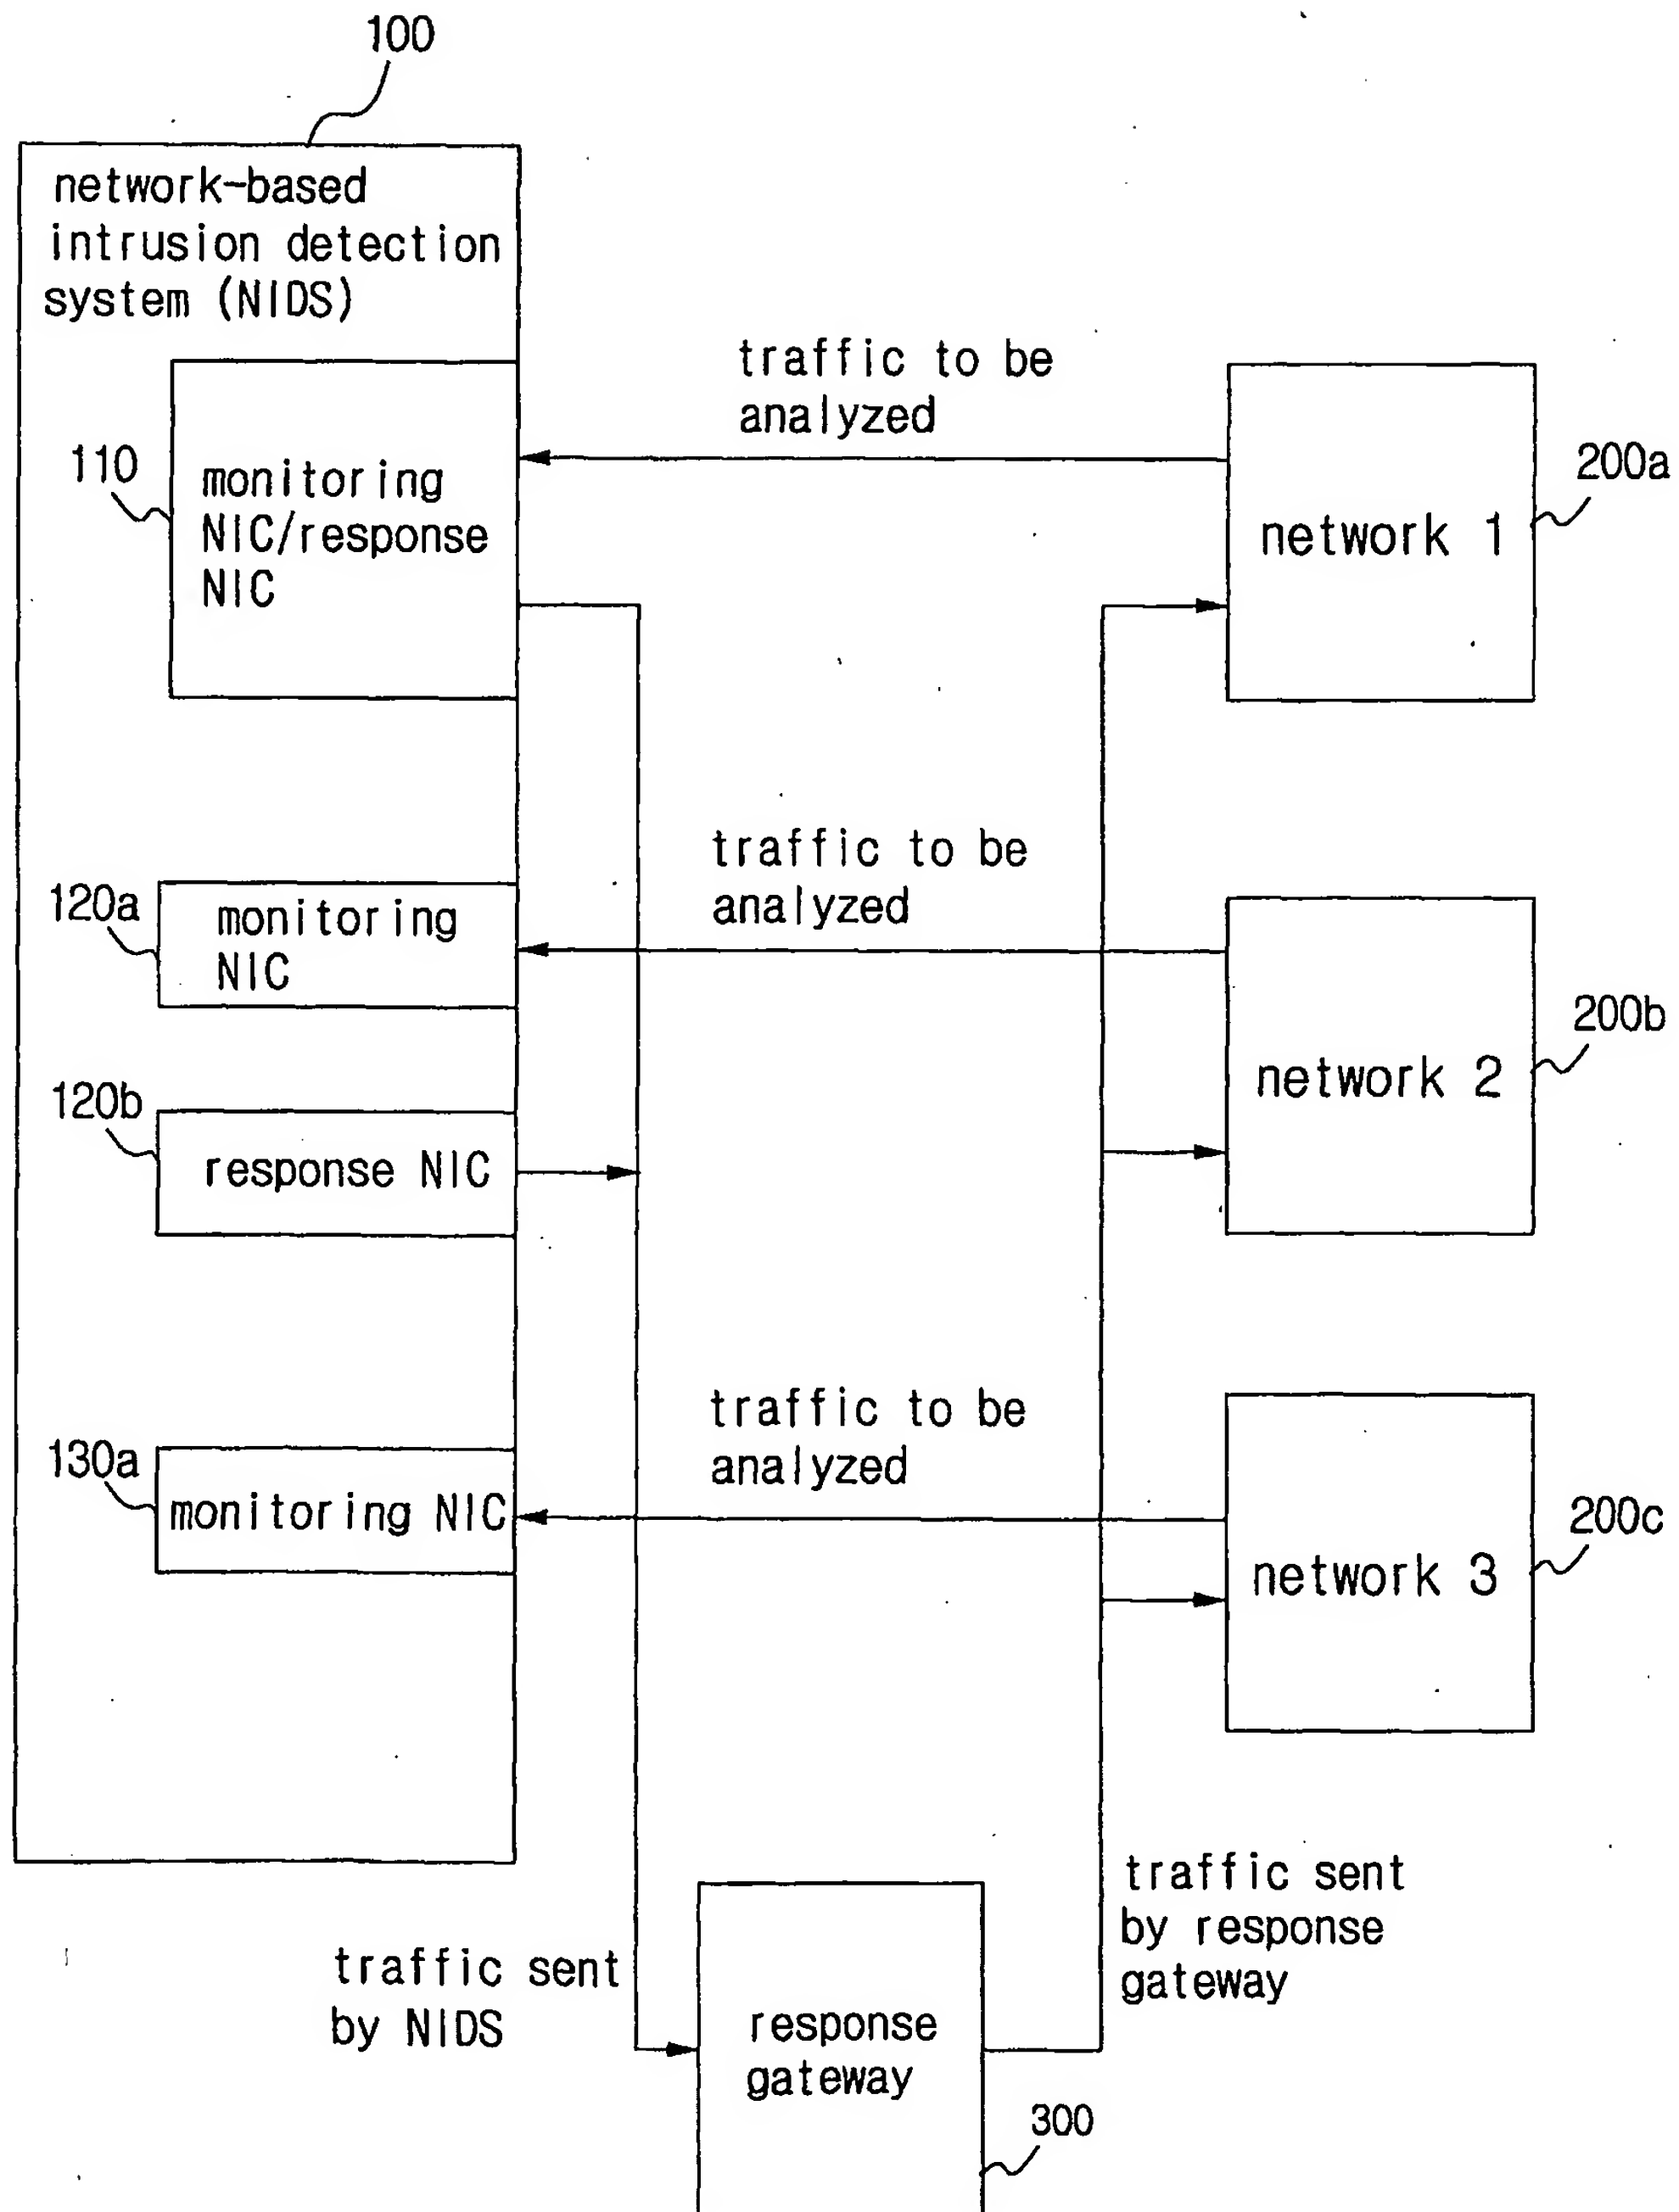 100
network-based
intrusion detection
system (NIDS)
110
monitoring
NIC/response
NIC
traffic to be
analyzed
network 1
200a
120a
monitoring
NIC
traffic to be
analyzed
network 2
200b
120b
response NIC
130a
monitoring NIC
traffic to be
analyzed
network 3
200c
traffic sent
by NIDS
response
gateway
300
traffic sent
by response
gateway